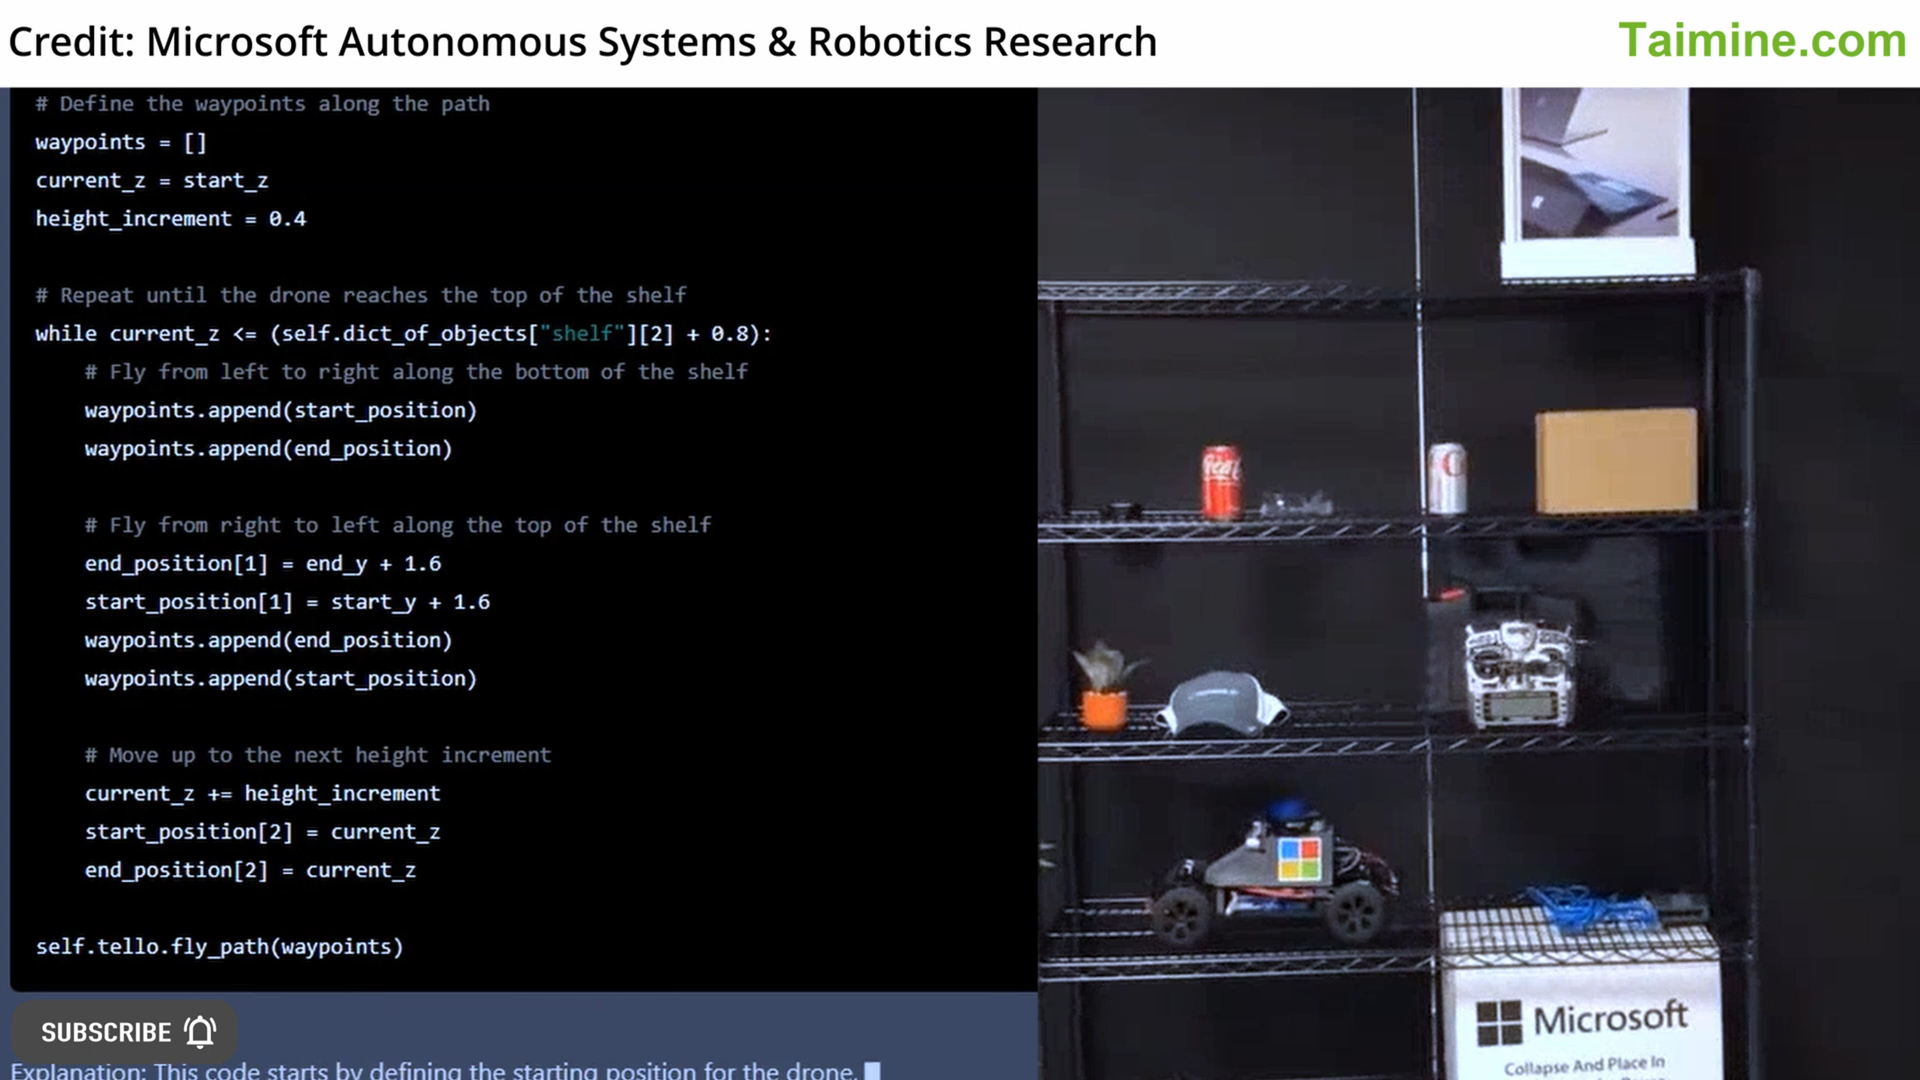 Credit: Microsoft Autonomous Systems & Robotics Research
Taimine.com
# Define the waypoints along the path
waypoints = []
current_z = start_z
height_increment = 0.4
# Repeat until the drone reaches the top of the shelf
while current_z <= (self.dict_of_objects["shelf"][2] + 0.8):
# Fly from left to right along the bottom of the shelf
waypoints.append(start_position)
waypoints.append(end_position)
# Fly from right to left along the top of the shelf
end_position[1] = end_y + 1.6
start_position[1] = start_y + 1.6
waypoints.append(end_position)
waypoints.append(start_position)
# Move up to the next height increment
current_z += height_increment
start_position[2] = current_z
end_position[2] = current_z
self.tello.fly_path(waypoints)
SUBSCRIBE
Explanation: This code starts by defining the starting position for the drone.
Microsoft
Collapse And Place In